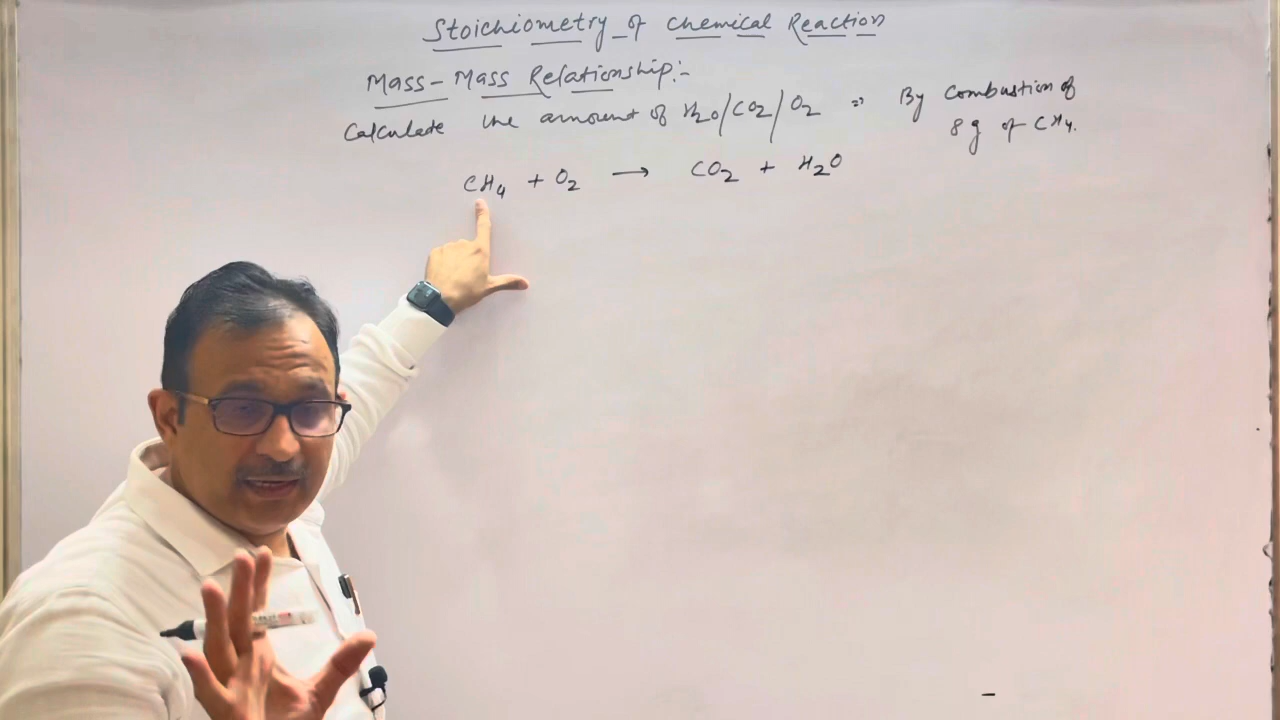 Stoichiometry of Chemical Reaction
Mass-Mass Relationship:-
Calculate the amount of H2O/CO2/O2 => By Combustion of
8g of CH4.
CH4 + O2 ⟶ CO2 + H2O